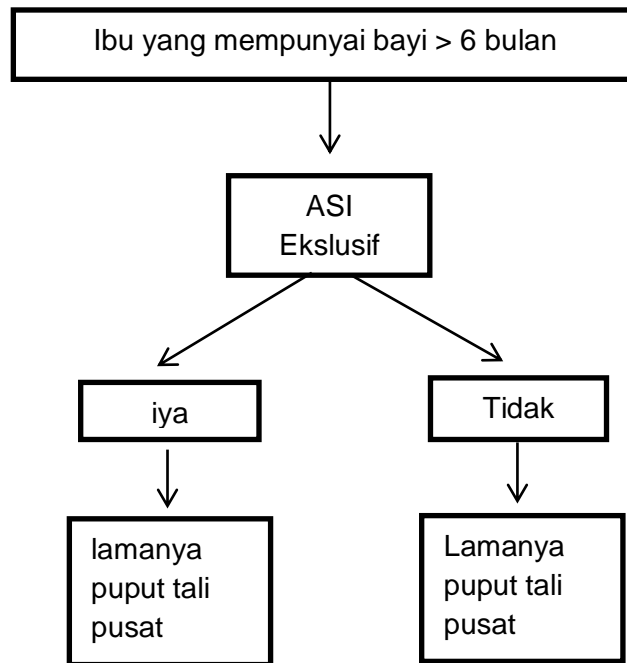 Ibu yang mempunyai bayi > 6 bulan
ASI
Ekslusif
iya
Tidak
lamanya
puput tali
pusat
Lamanya
puput tali
pusat